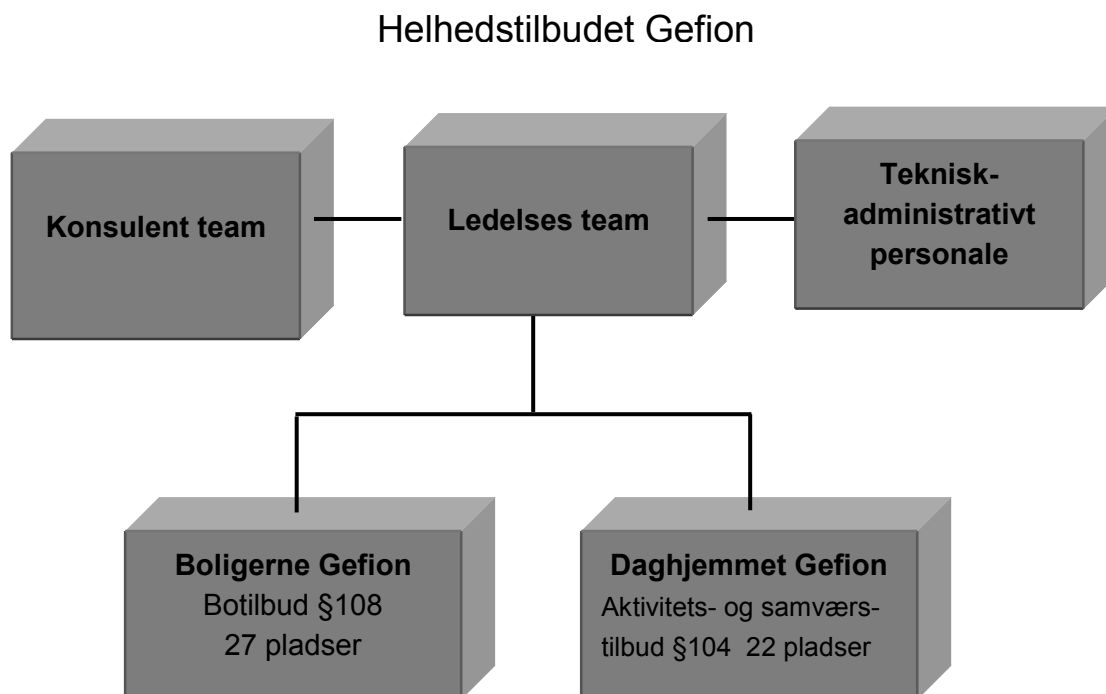 Helhedstilbudet Gefion
Konsulent team
Ledelses team
Teknisk-
administrativt
personale
Boligerne Gefion
Botilbud §108
27 pladser
Daghjemmet Gefion
Aktivitets- og samværs-
tilbud §104 22 pladser